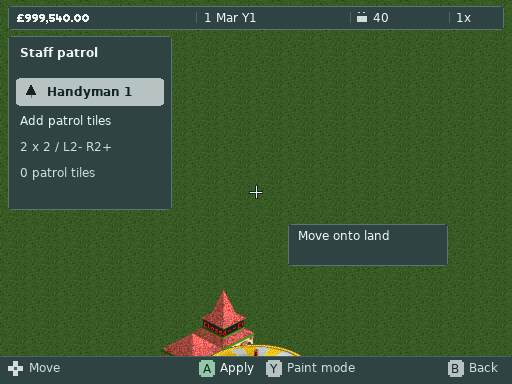 £999,540.00
1 Mar Y1
40
1x
Staff patrol
Handyman 1
Add patrol tiles
2 x 2 / L2- R2+
0 patrol tiles
Move onto land
Move
A Apply
Y Paint mode
B Back